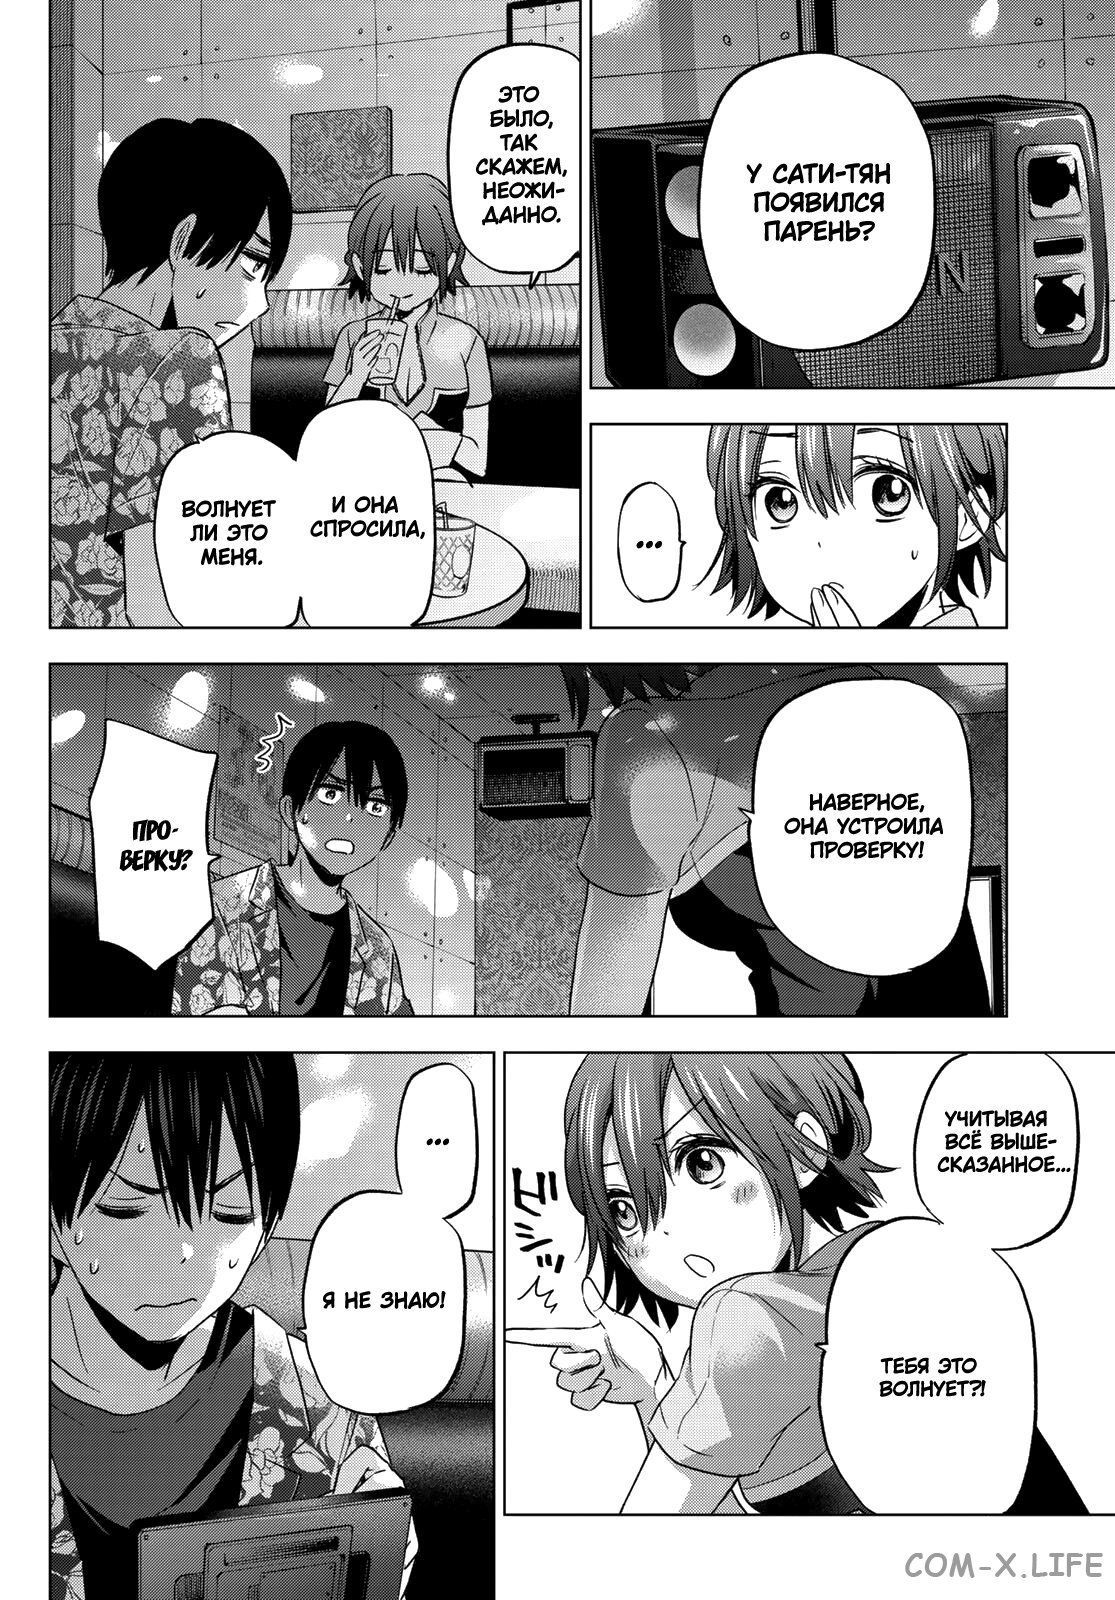 У САТИ-ТЯН
ПОЯВИЛСЯ
ПАРЕНЬ?
N
ЭТО
БЫЛО,
ТАК
СКАЖЕМ,
НЕОЖИ-
ДАННО.
И ОНА
СПРОСИЛА,
ВОЛНУЕТ
ЛИ ЭТО
МЕНЯ.
...
НАВЕРНОЕ,
ОНА УСТРОИЛА
ПРОВЕРКУ!
ПРО-
ВЕРКУ?
УЧИТЫВАЯ
ВСЁ ВЫШЕ-
СКАЗАННОЕ...
ТЕБЯ ЭТО
ВОЛНУЕТ?!
...
Я НЕ ЗНАЮ!
COM-X.LIFE